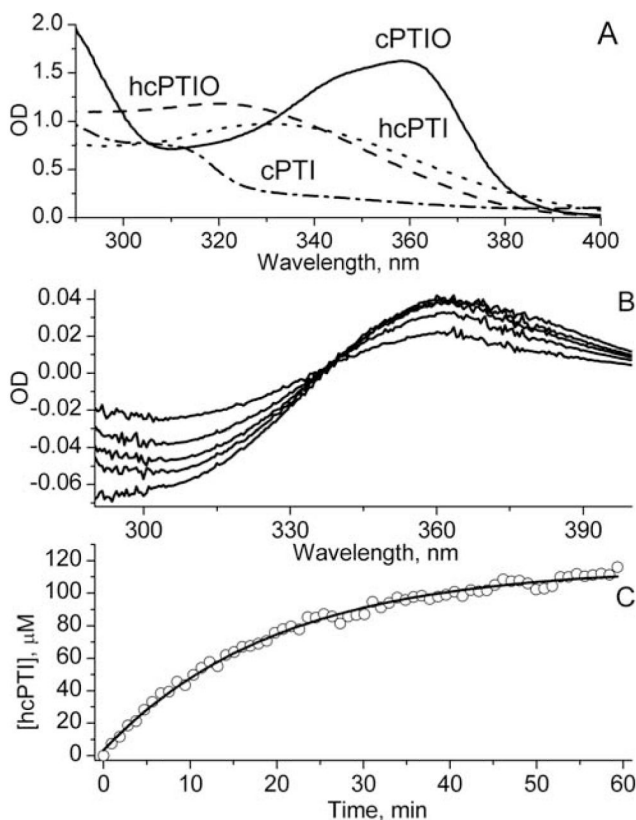 A
cPTIO
hcPTIO
hcPTI
cPTI
OD
2.0
1.5
1.0
0.5
0.0
300 320 340 360 380 400
Wavelength, nm
B
OD
0.04
0.02
0.00
-0.02
-0.04
-0.06
300 330 360 390
Wavelength, nm
C
[hcPTI], μM
120
100
80
60
40
20
0
0 10 20 30 40 50 60
Time, min